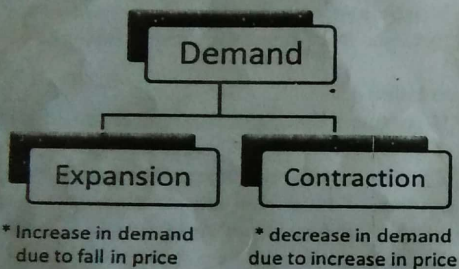 Demand
Expansion
Contraction
* Increase in demand
due to fall in price
* decrease in demand
due to increase in price